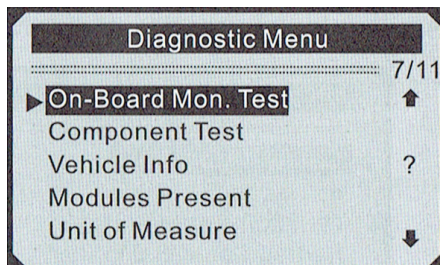 Diagnostic Menu
7/11
On-Board Mon. Test
Component Test
Vehicle Info ?
Modules Present
Unit of Measure